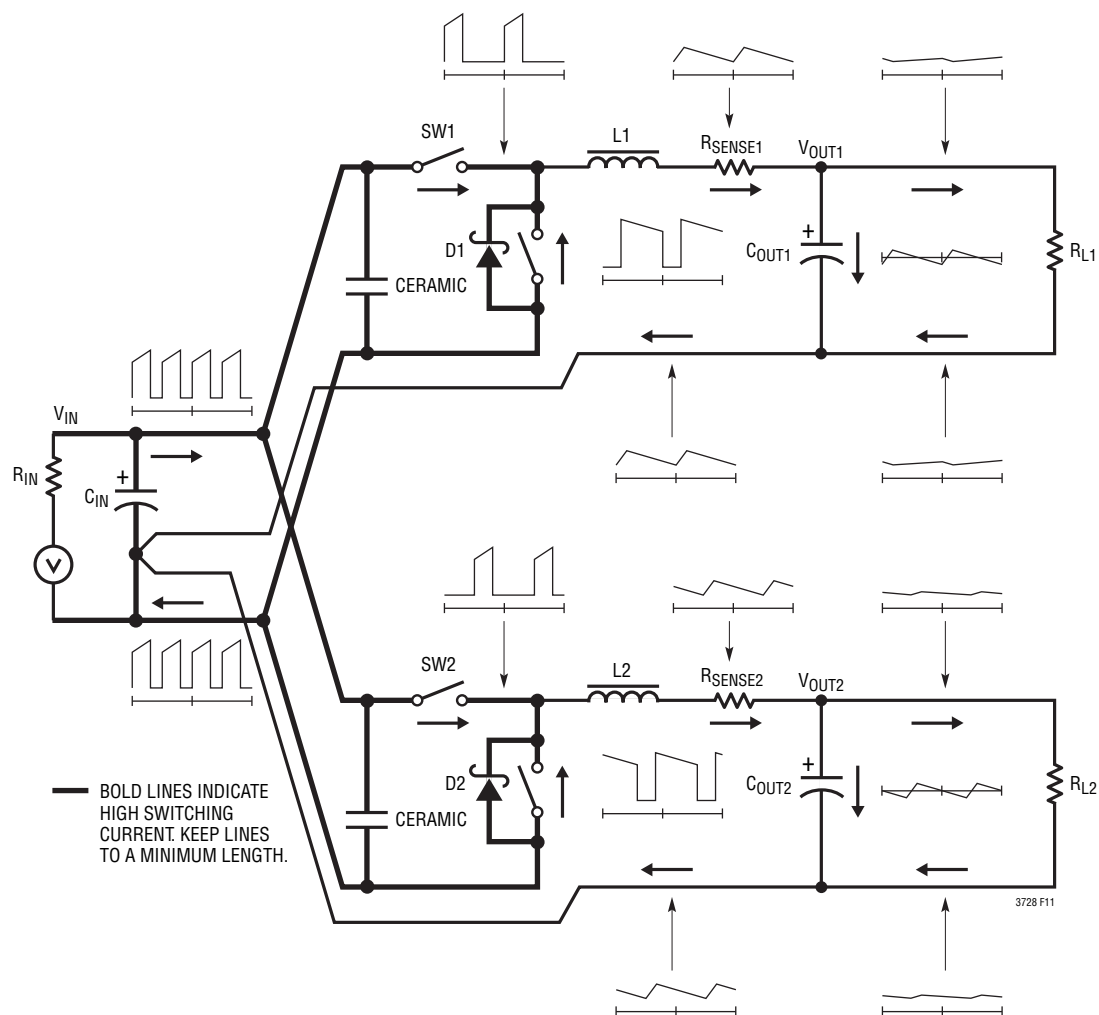 SW1
L1
RSENSE1
VOUT1
D1
CERAMIC
COUT1
+
RL1
VIN
RIN
+
CIN
V
SW2
L2
RSENSE2
VOUT2
D2
CERAMIC
COUT2
+
RL2
BOLD LINES INDICATE
HIGH SWITCHING
CURRENT. KEEP LINES
TO A MINIMUM LENGTH.
3728 F11